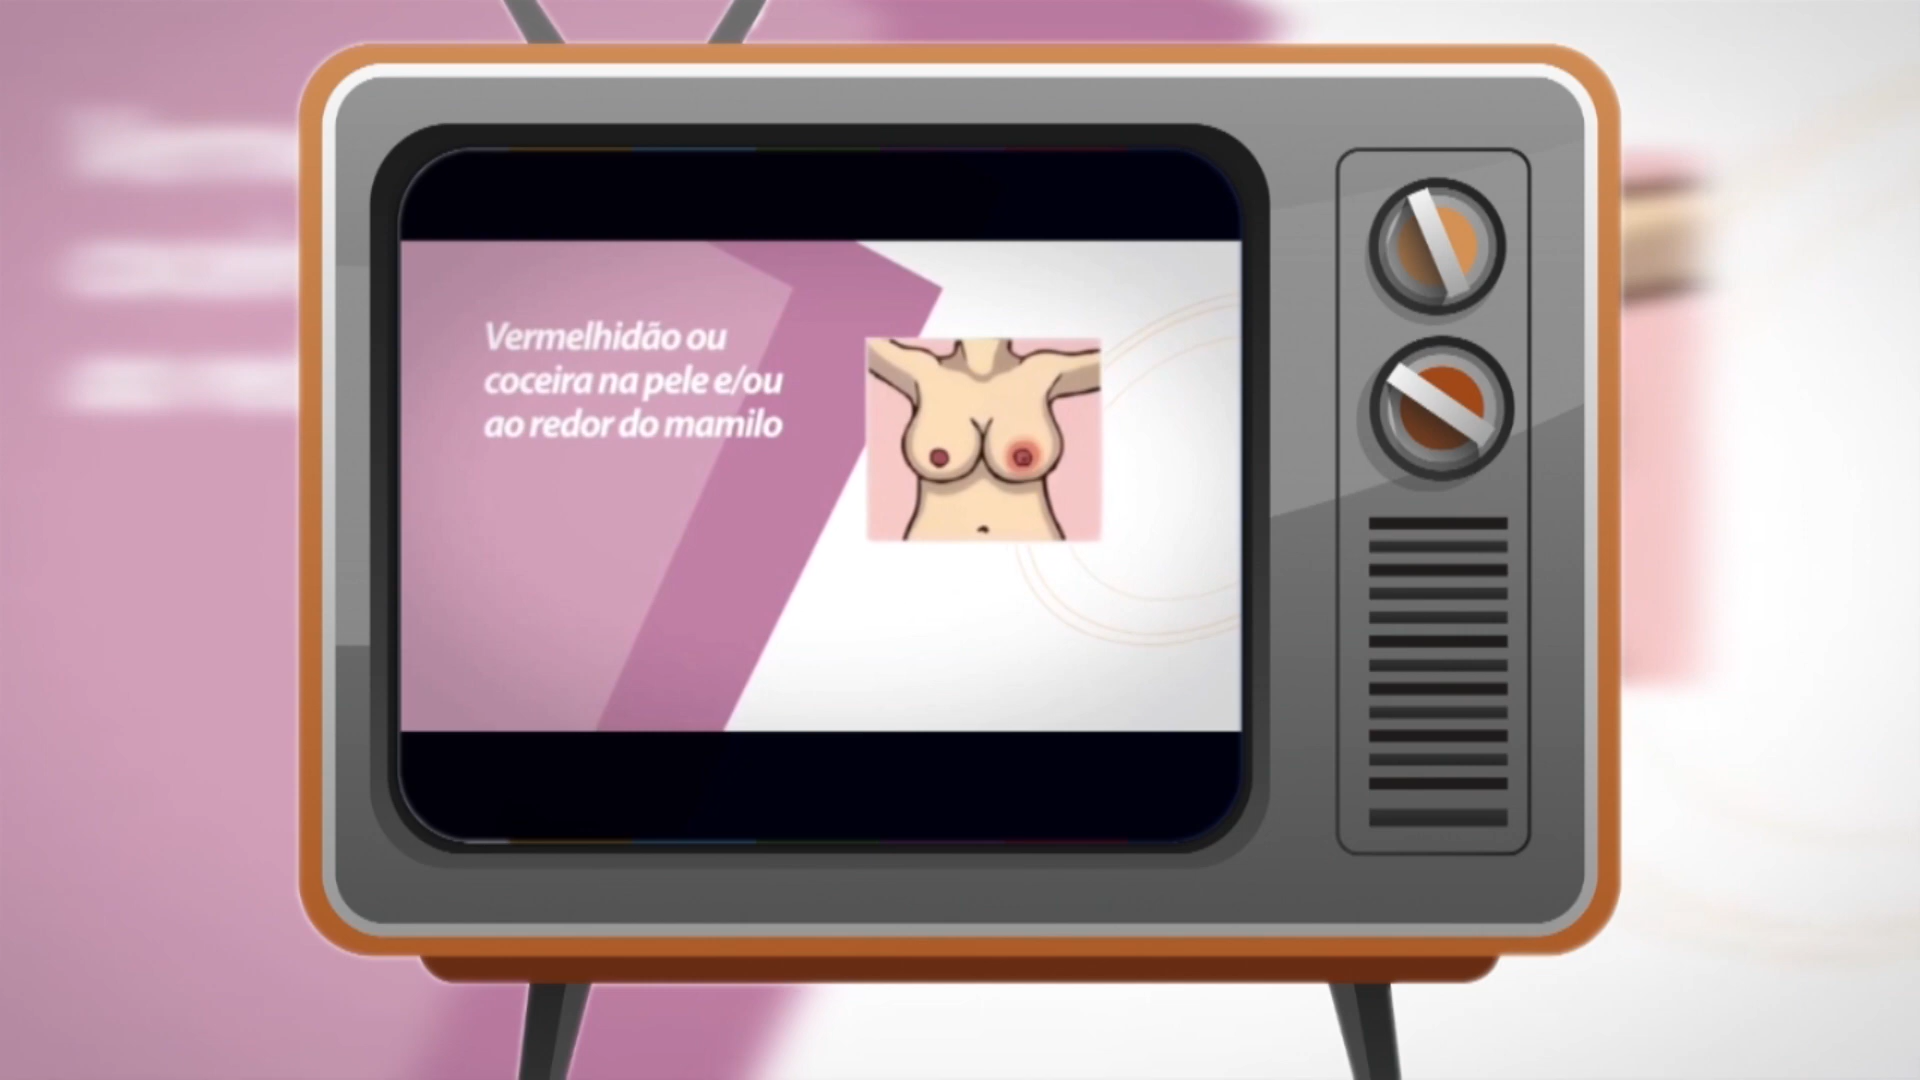 Vermelhidão ou
coceira na pele e/ou
ao redor do mamilo